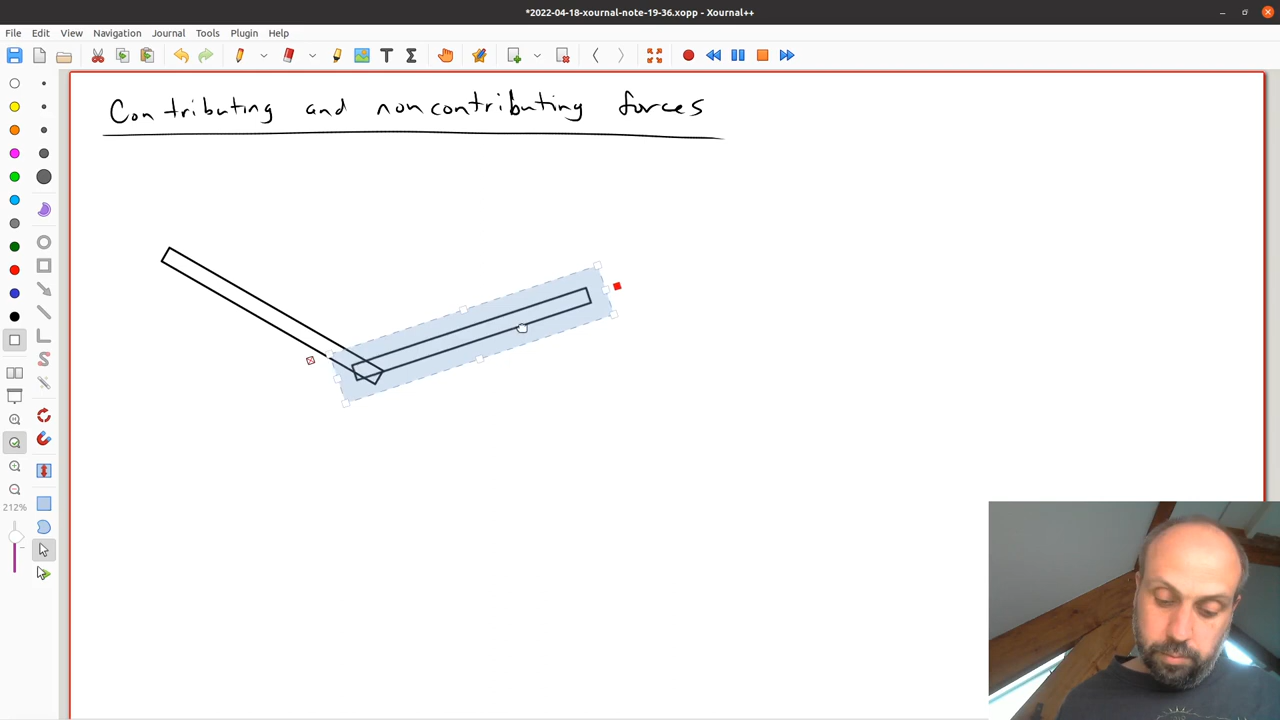 *2022-04-18-xournal-note-19-36.xopp - Xournal++
File Edit View Navigation Journal Tools Plugin Help
Contributing and noncontributing forces
212%